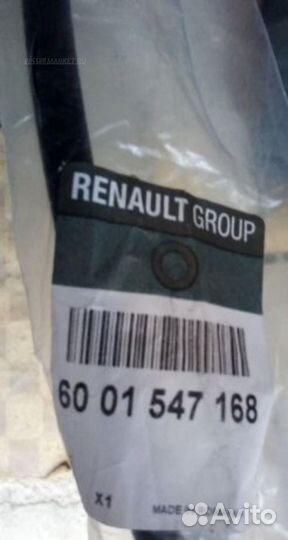 RENAULT GROUP
60 01 547 168
X1
MADE
Avito